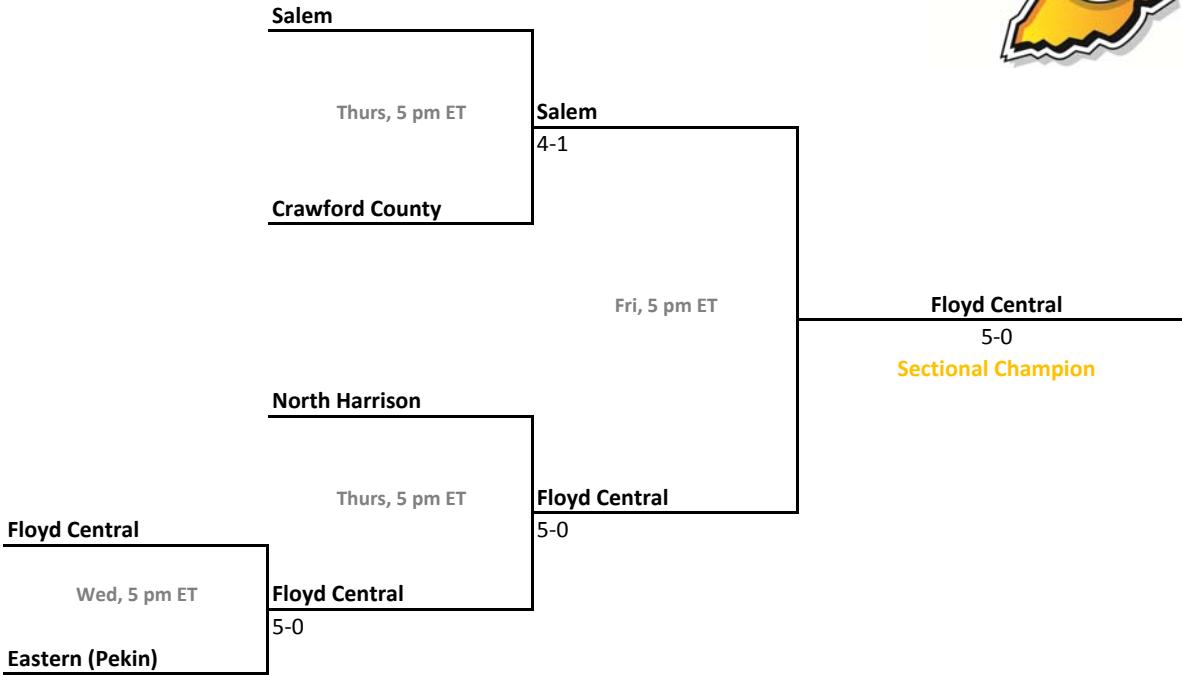 Salem
Thurs, 5 pm ET
Salem
4-1
Crawford County
Fri, 5 pm ET
Floyd Central
5-0
Sectional Champion
North Harrison
Thurs, 5 pm ET
Floyd Central
5-0
Floyd Central
Wed, 5 pm ET
Floyd Central
5-0
Eastern (Pekin)